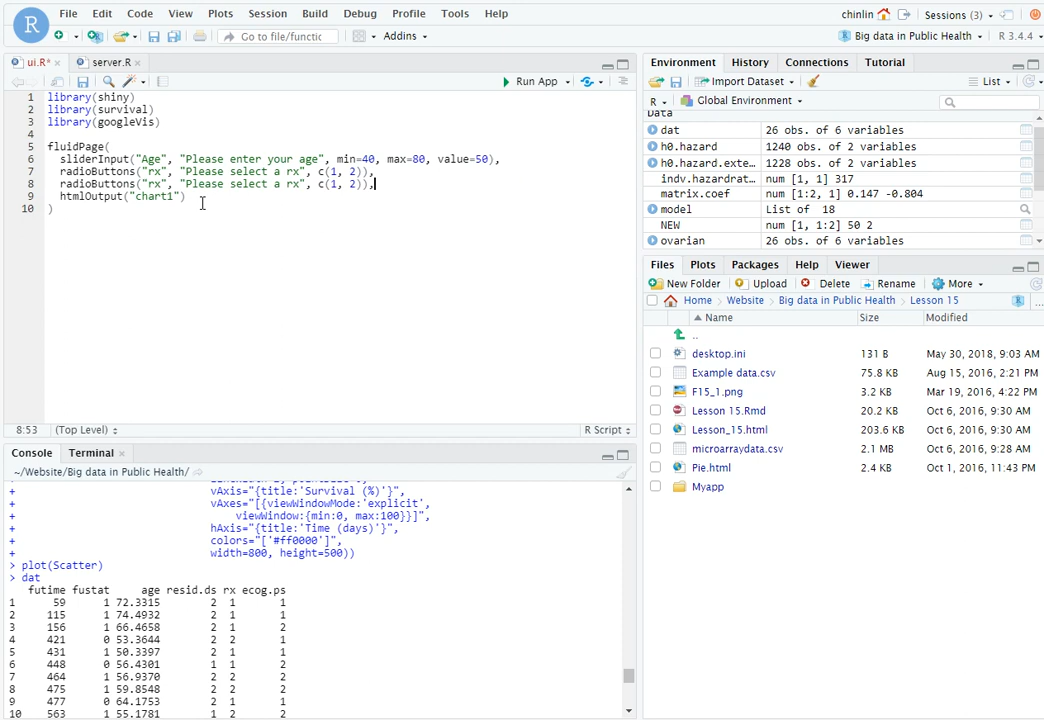 File Edit Code View Plots Session Build Debug Profile Tools Help
chinlin Sessions (3)
Go to file/functic Addins
Big data in Public Health R 3.4.4
ui.R* × server.R ×
Run App
1 library(shiny)
2 library(survival)
3 library(googleVis)
4
5 fluidPage(
6 sliderInput("Age", "Please enter your age", min=40, max=80, value=50),
7 radioButtons("rx", "Please select a rx", c(1, 2)),
8 radioButtons("rx", "Please select a rx", c(1, 2)),
9 htmlOutput("chart1")
10 )
8:53 (Top Level) R Script
Console Terminal ×
~/Website/Big data in Public Health/
+ vAxis="{title:'Survival (%)'}",
+ vAxes="[{viewWindowMode:'explicit',
+ viewWindow:{min:0, max:100}}]",
+ hAxis="{title:'Time (days)'}",
+ colors="['#ff0000']",
+ width=800, height=500))
> plot(Scatter)
> dat
futime fustat age resid.ds rx ecog.ps
1 59 1 72.3315 2 1 1
2 115 1 74.4932 2 1 1
3 156 1 66.4658 2 1 2
4 421 0 53.3644 2 2 1
5 431 1 50.3397 2 1 1
6 448 0 56.4301 1 1 2
7 464 1 56.9370 2 2 2
8 475 1 59.8548 2 2 2
9 477 0 64.1753 2 1 1
10 563 1 55.1781 1 2 2
Environment History Connections Tutorial
Import Dataset List
R Global Environment
Data
dat 26 obs. of 6 variables
h0.hazard 1240 obs. of 2 variables
h0.hazard.exte... 1228 obs. of 2 variables
indv.hazardrat... num [1, 1] 317
matrix.coef num [1:2, 1] 0.147 -0.804
model List of 18
NEW num [1, 1:2] 50 2
ovarian 26 obs. of 6 variables
Files Plots Packages Help Viewer
New Folder Upload Delete Rename More
Home Website Big data in Public Health Lesson 15 ...
Name Size Modified
..
desktop.ini 131 B May 30, 2018, 9:03 AM
Example data.csv 75.8 KB Aug 15, 2016, 2:21 PM
F15_1.png 3.2 KB Mar 19, 2016, 4:22 PM
Lesson 15.Rmd 20.2 KB Oct 6, 2016, 9:30 AM
Lesson_15.html 203.6 KB Oct 6, 2016, 9:30 AM
microarraydata.csv 2.1 MB Oct 6, 2016, 9:28 AM
Pie.html 2.4 KB Oct 1, 2016, 11:43 PM
Myapp